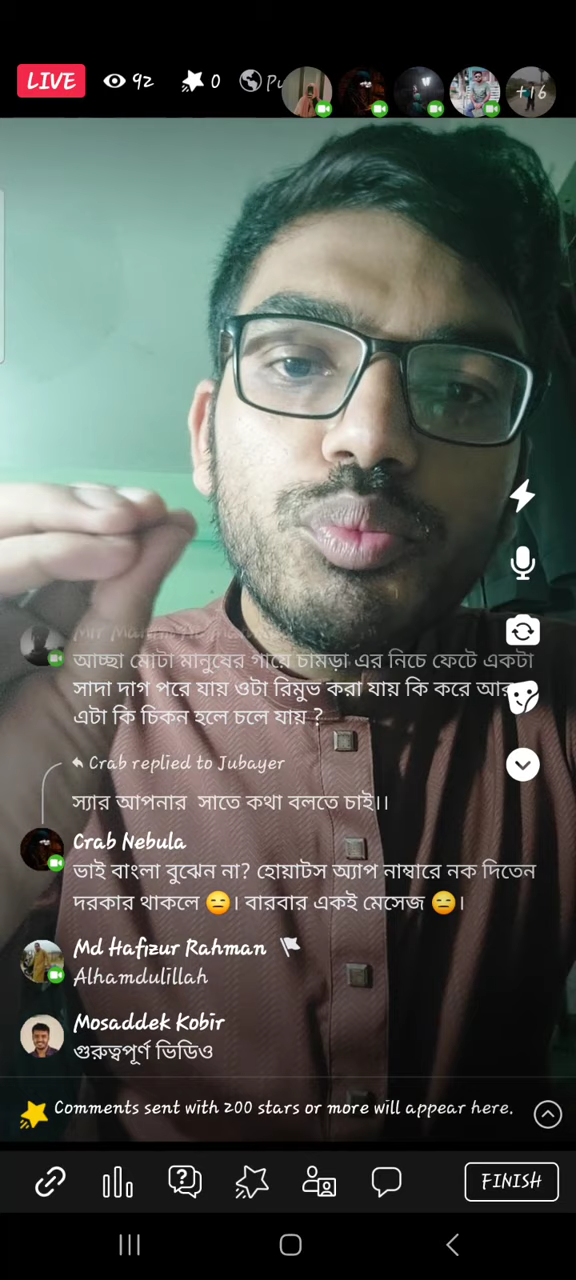 LIVE
92
0
Pu
+16
আচ্ছা মোটা মানুষের গায়ে চামড়া এর নিচে ফেটে একটা
সাদা দাগ পরে যায় ওটা রিমুভ করা যায় কি করে আর
এটা কি চিকন হলে চলে যায় ?
Crab replied to Jubayer
স্যার আপনার সাতে কথা বলতে চাই।।
Crab Nebula
ভাই বাংলা বুঝেন না? হোয়াটস অ্যাপ নাম্বারে নক দিতেন
দরকার থাকলে 😑। বারবার একই মেসেজ 😑।
Md Hafizur Rahman
Alhamdulillah
Mosaddek Kobir
গুরুত্বপূর্ণ ভিডিও
Comments sent with 200 stars or more will appear here.
FINISH